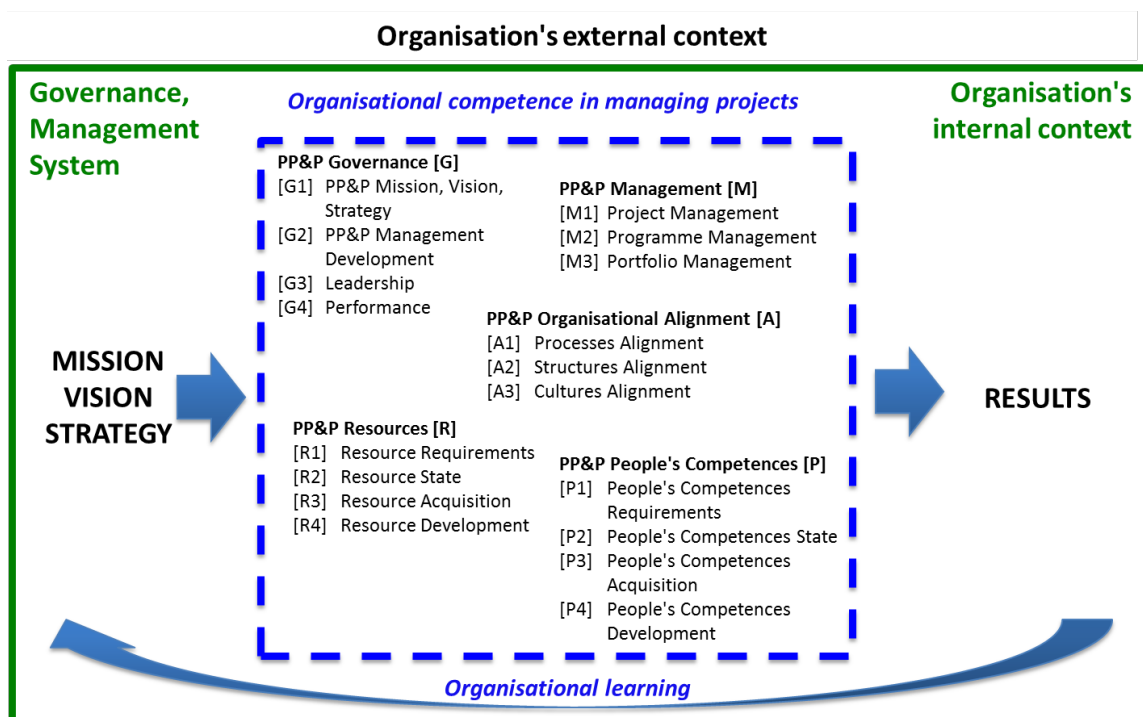 Organisation's external context
Governance,
Management
System
Organisational competence in managing projects
Organisation's
internal context
PP&P Governance [G]
[G1] PP&P Mission, Vision,
Strategy
[G2] PP&P Management
Development
[G3] Leadership
[G4] Performance
PP&P Management [M]
[M1] Project Management
[M2] Programme Management
[M3] Portfolio Management
PP&P Organisational Alignment [A]
[A1] Processes Alignment
[A2] Structures Alignment
[A3] Cultures Alignment
MISSION
VISION
STRATEGY
RESULTS
PP&P Resources [R]
[R1] Resource Requirements
[R2] Resource State
[R3] Resource Acquisition
[R4] Resource Development
PP&P People's Competences [P]
[P1] People's Competences
Requirements
[P2] People's Competences State
[P3] People's Competences
Acquisition
[P4] People's Competences
Development
Organisational learning